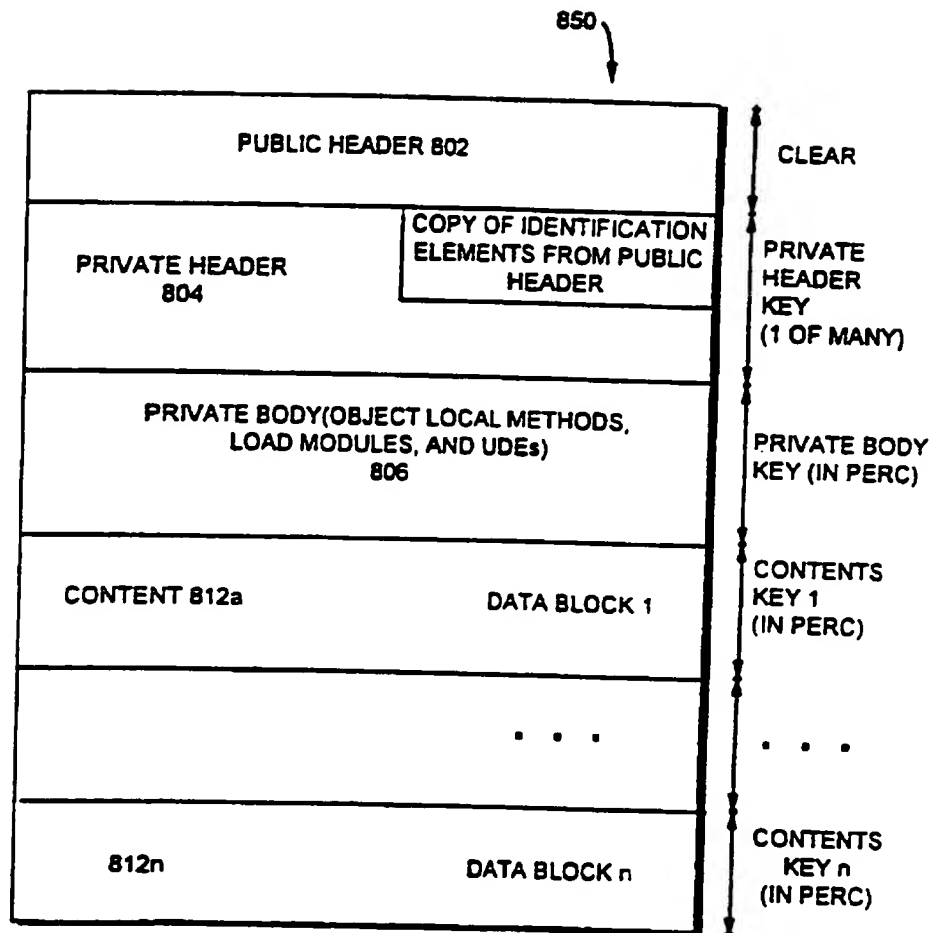 850
PUBLIC HEADER 802
CLEAR
COPY OF IDENTIFICATION
ELEMENTS FROM PUBLIC
HEADER
PRIVATE HEADER
804
PRIVATE
HEADER
KEY
(1 OF MANY)
PRIVATE BODY(OBJECT LOCAL METHODS,
LOAD MODULES, AND UDEs)
806
PRIVATE BODY
KEY (IN PERC)
CONTENT 812a
DATA BLOCK 1
CONTENTS
KEY 1
(IN PERC)
. . .
. . .
812n
DATA BLOCK n
CONTENTS
KEY n
(IN PERC)